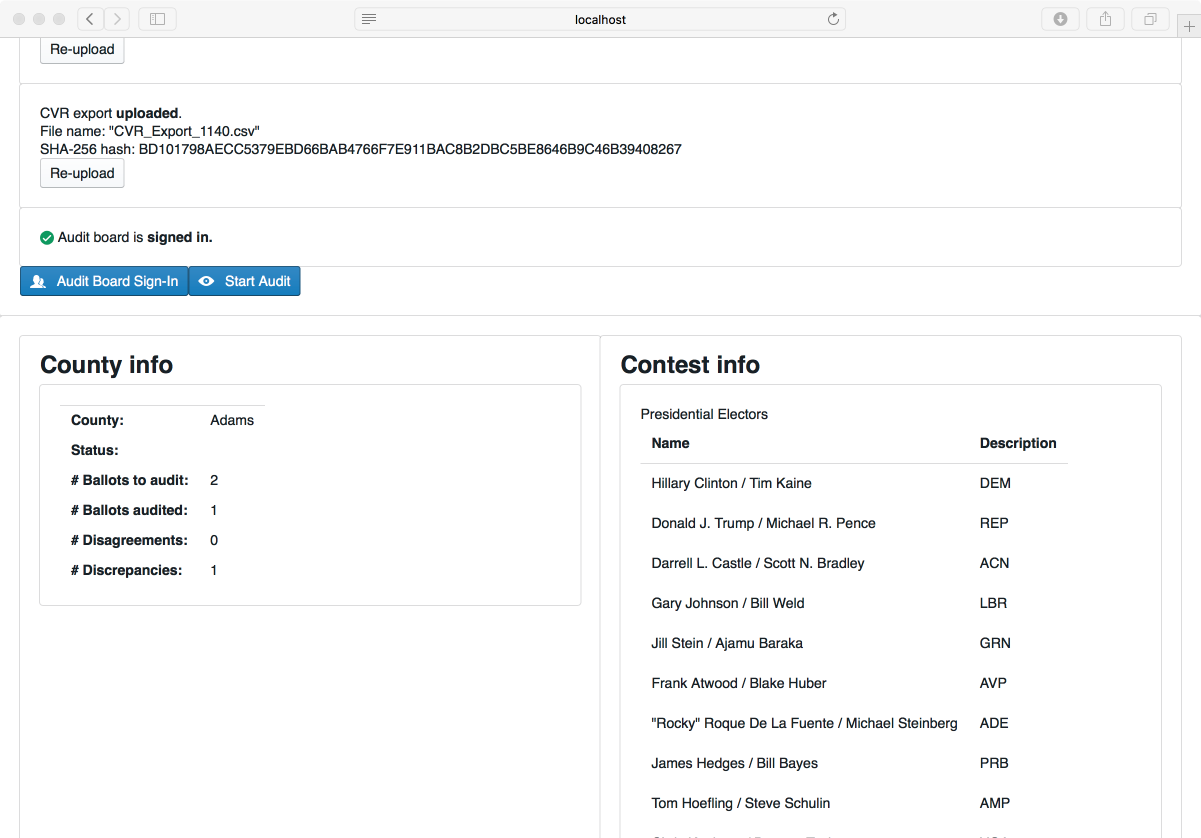 localhost
Re-upload
CVR export uploaded.
File name: "CVR_Export_1140.csv"
SHA-256 hash: BD101798AECC5379EBD66BAB4766F7E911BAC8B2DBC5BE8646B9C46B39408267
Re-upload
Audit board is signed in.
Audit Board Sign-In Start Audit
County info
County: Adams
Status:
# Ballots to audit: 2
# Ballots audited: 1
# Disagreements: 0
# Discrepancies: 1
Contest info
Presidential Electors
Name Description
Hillary Clinton / Tim Kaine DEM
Donald J. Trump / Michael R. Pence REP
Darrell L. Castle / Scott N. Bradley ACN
Gary Johnson / Bill Weld LBR
Jill Stein / Ajamu Baraka GRN
Frank Atwood / Blake Huber AVP
"Rocky" Roque De La Fuente / Michael Steinberg ADE
James Hedges / Bill Bayes PRB
Tom Hoefling / Steve Schulin AMP